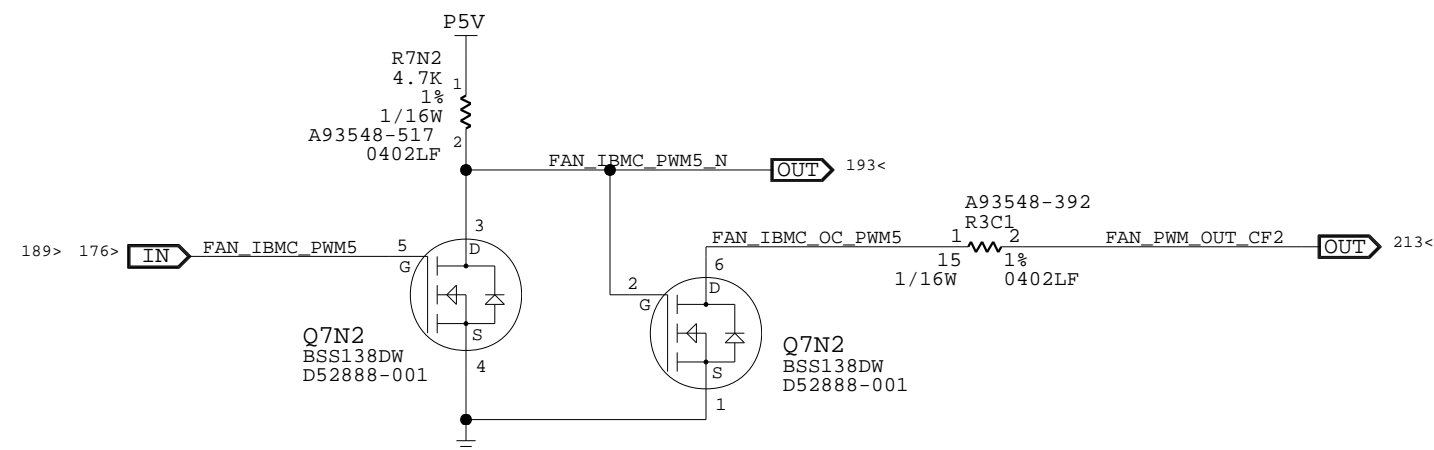 P5V
R7N2
4.7K
1
1%
1/16W
A93548-517
2
0402LF
FAN_IBMC_PWM5_N
OUT
193<
A93548-392
R3C1
189>
176>
IN
FAN_IBMC_PWM5
5
G
3
D
S
4
Q7N2
BSS138DW
D52888-001
FAN_IBMC_OC_PWM5
1
2
FAN_PWM_OUT_CF2
OUT
213<
15
1%
1/16W
0402LF
6
D
2
G
S
1
Q7N2
BSS138DW
D52888-001